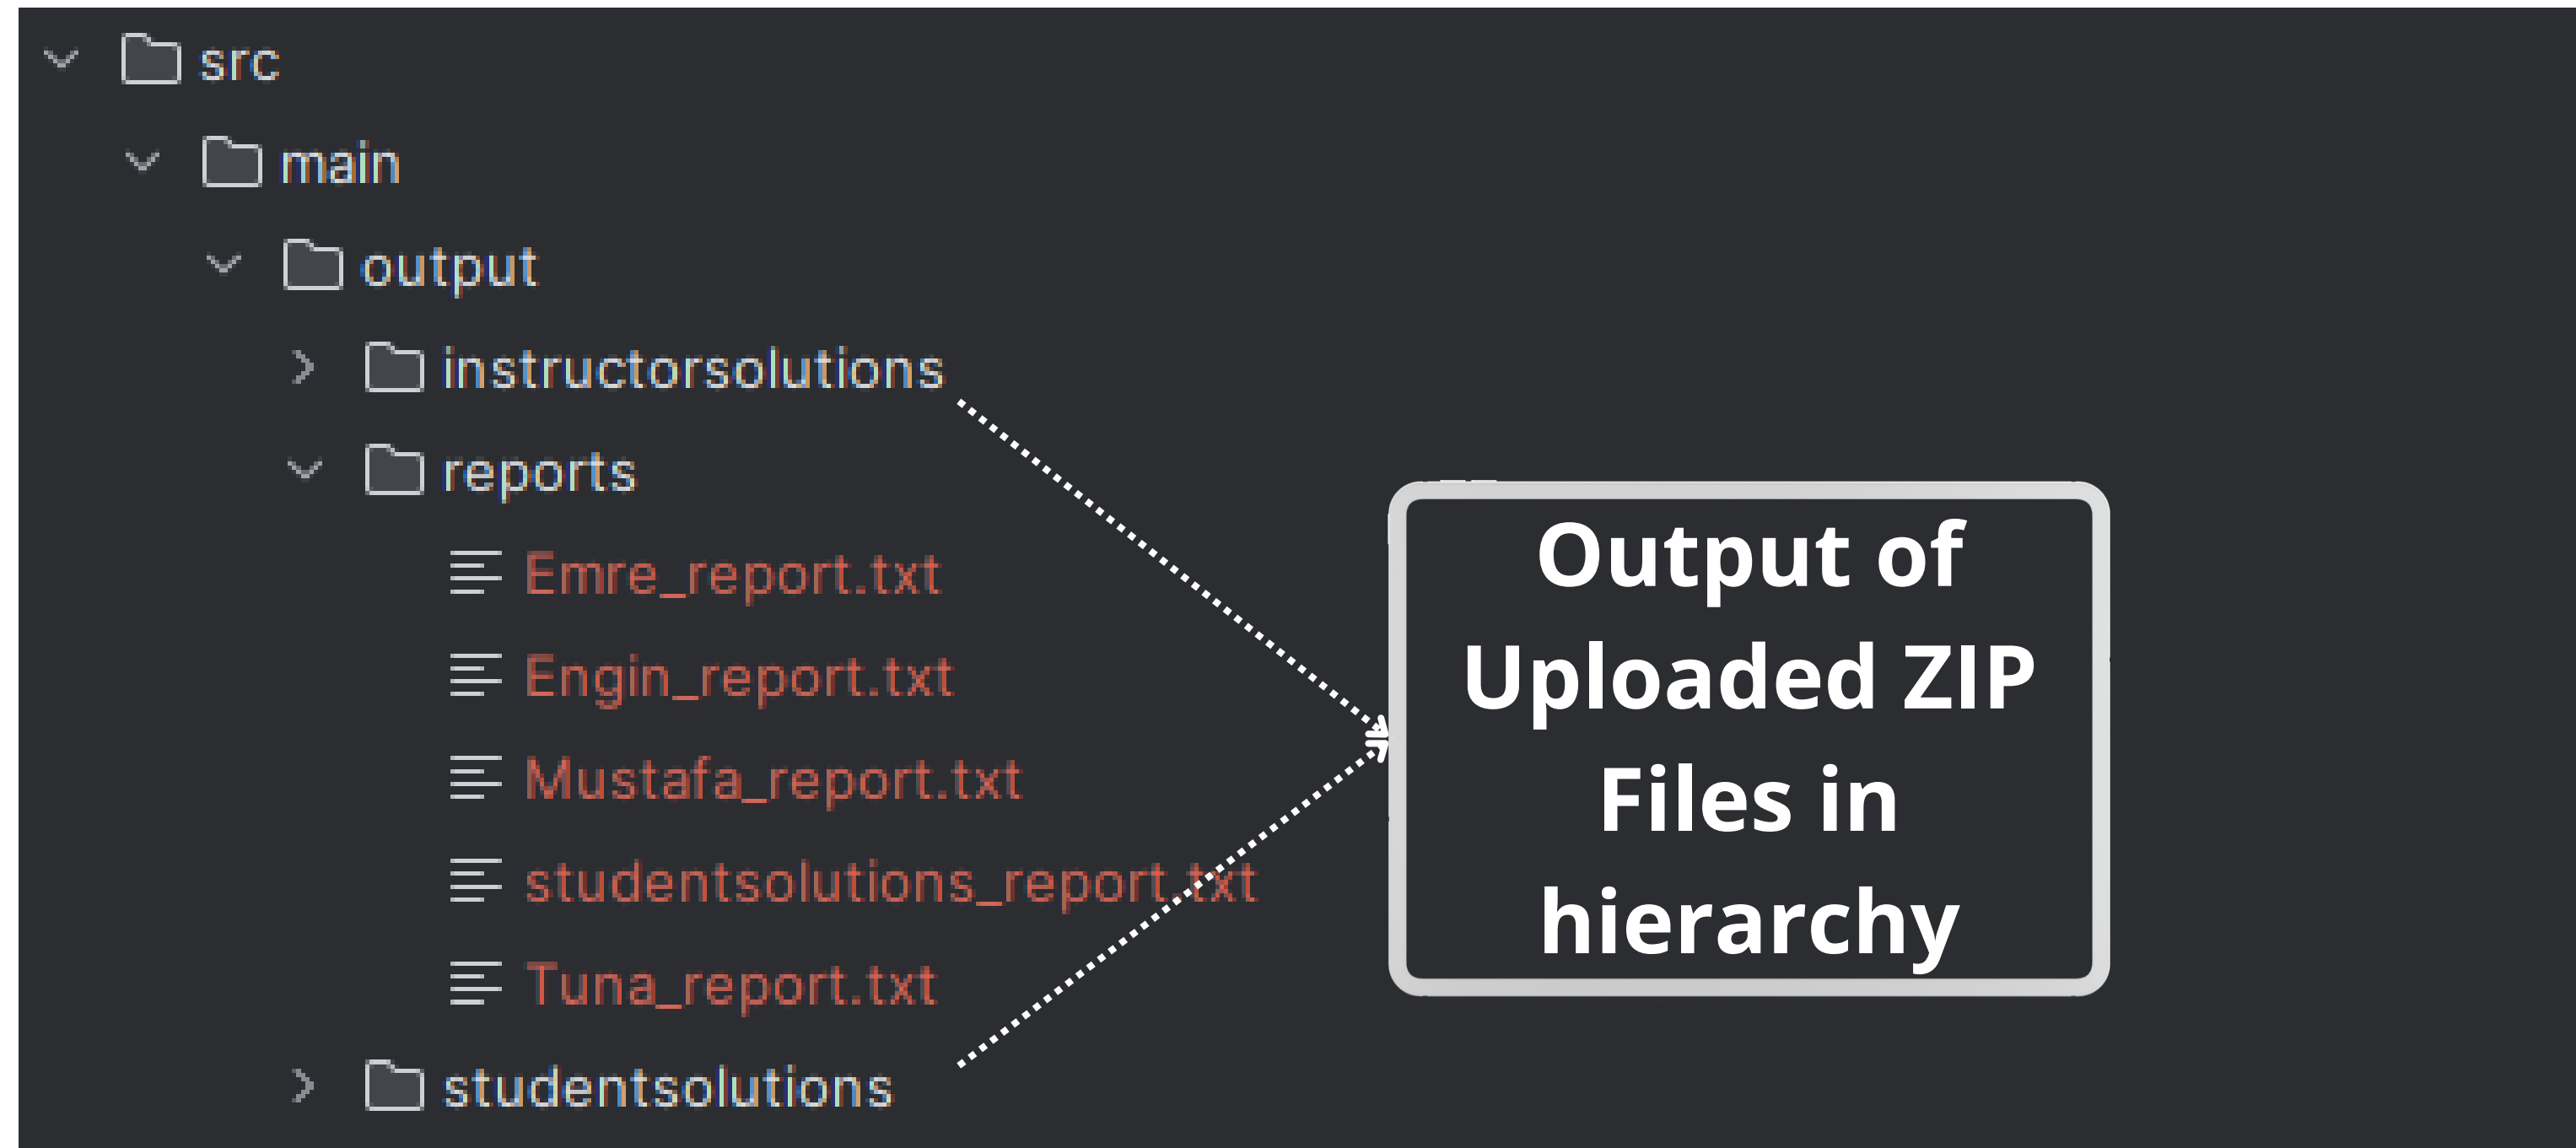 src
main
output
instructorsolutions
reports
Emre_report.txt
Engin_report.txt
Mustafa_report.txt
studentsolutions_report.txt
Tuna_report.txt
studentsolutions
Output of
Uploaded ZIP
Files in
hierarchy